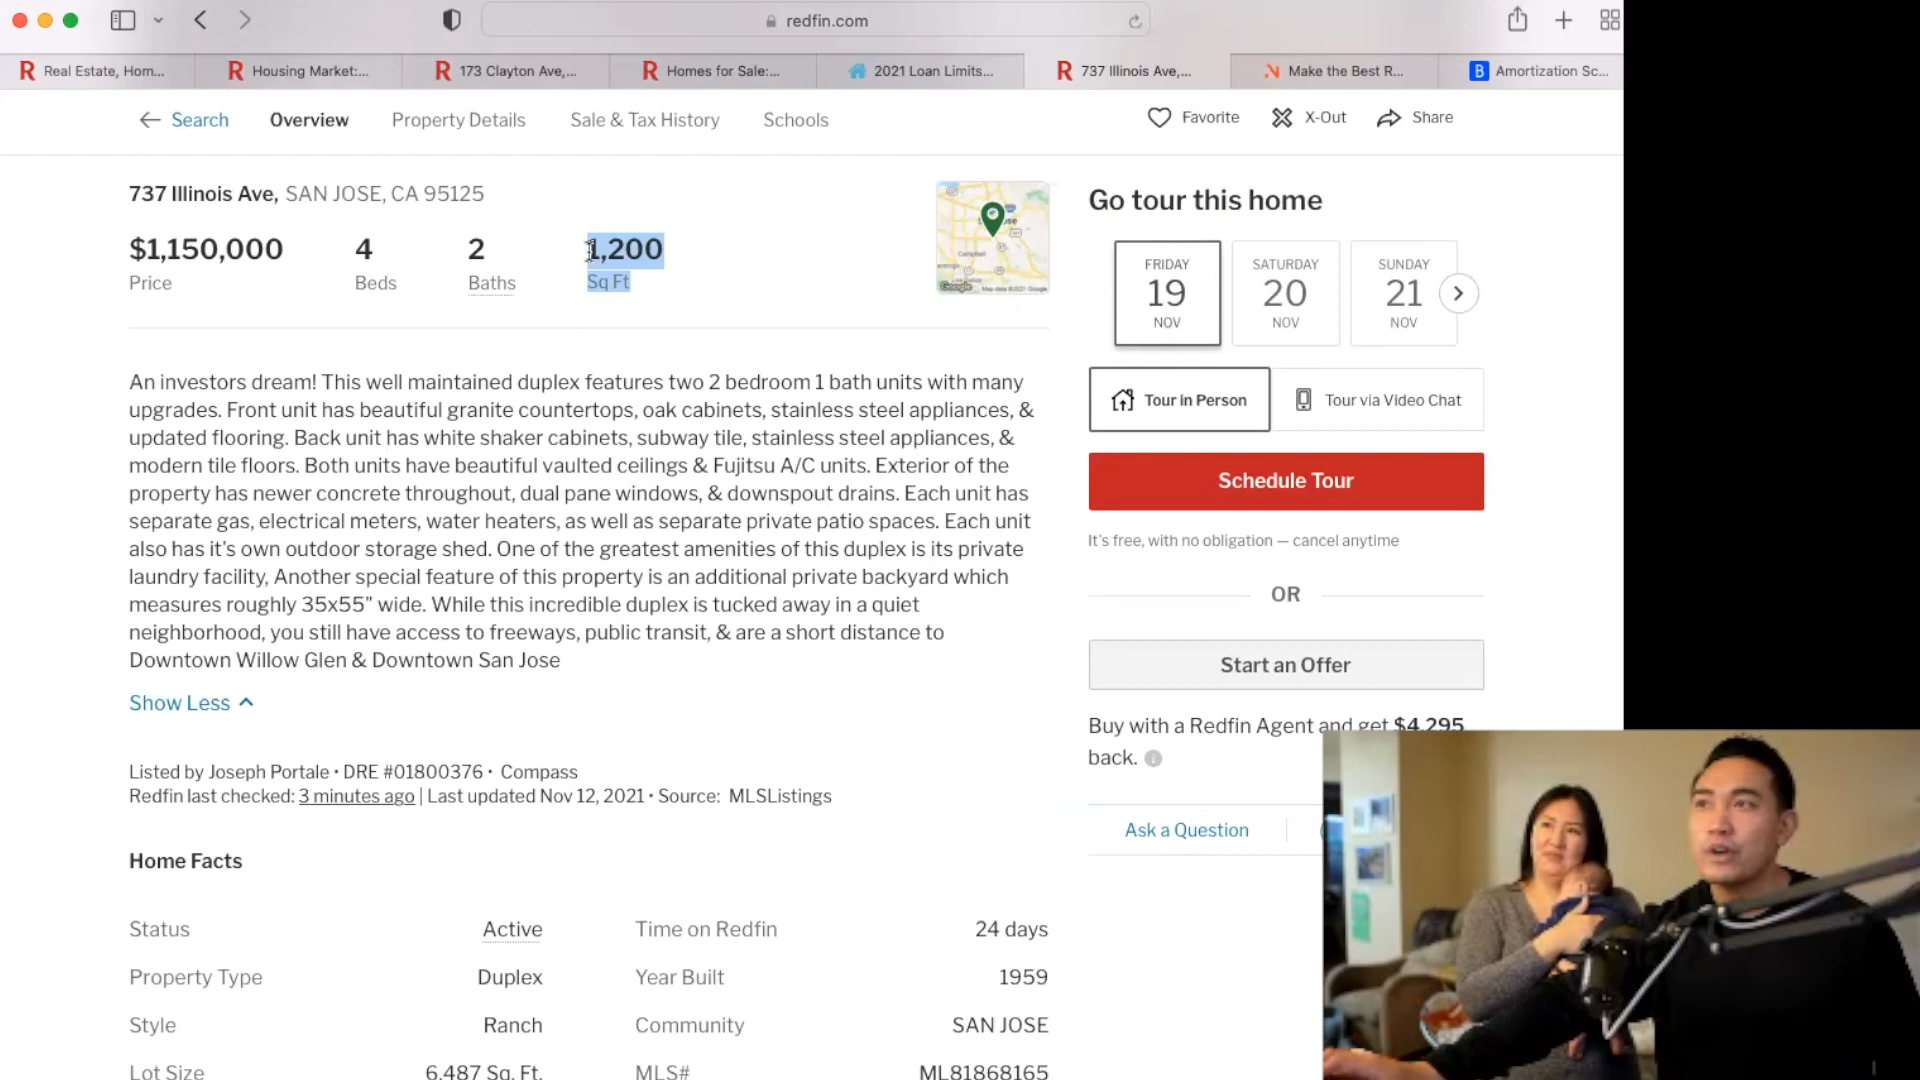 redfin.com
Real Estate, Hom...
Housing Market:...
173 Clayton Ave,...
Homes for Sale:...
2021 Loan Limits...
737 Illinois Ave,...
Make the Best R...
B Amortization Sc...
Search
Overview
Property Details
Sale & Tax History
Schools
Favorite
X-Out
Share
737 Illinois Ave, SAN JOSE, CA 95125
$1,150,000
Price
4
Beds
2
Baths
1,200
Sq Ft
Go tour this home
FRIDAY
19
NOV
SATURDAY
20
NOV
SUNDAY
21
NOV
Tour in Person
Tour via Video Chat
Schedule Tour
It's free, with no obligation — cancel anytime
OR
Start an Offer
Buy with a Redfin Agent and get $4,295
back.
Ask a Question
An investors dream! This well maintained duplex features two 2 bedroom 1 bath units with many
upgrades. Front unit has beautiful granite countertops, oak cabinets, stainless steel appliances, &
updated flooring. Back unit has white shaker cabinets, subway tile, stainless steel appliances, &
modern tile floors. Both units have beautiful vaulted ceilings & Fujitsu A/C units. Exterior of the
property has newer concrete throughout, dual pane windows, & downspout drains. Each unit has
separate gas, electrical meters, water heaters, as well as separate private patio spaces. Each unit
also has it's own outdoor storage shed. One of the greatest amenities of this duplex is its private
laundry facility, Another special feature of this property is an additional private backyard which
measures roughly 35x55" wide. While this incredible duplex is tucked away in a quiet
neighborhood, you still have access to freeways, public transit, & are a short distance to
Downtown Willow Glen & Downtown San Jose
Show Less
Listed by Joseph Portale • DRE #01800376 • Compass
Redfin last checked: 3 minutes ago | Last updated Nov 12, 2021 • Source: MLSListings
Home Facts
Status Active
Time on Redfin 24 days
Property Type Duplex
Year Built 1959
Style Ranch
Community SAN JOSE
Lot Size 6,487 Sq. Ft.
MLS# ML81868165